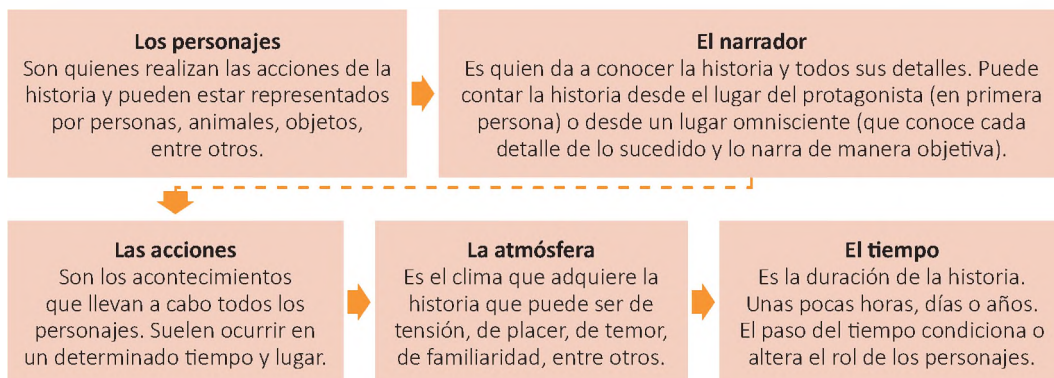 Los personajes
Son quienes realizan las acciones de la
historia y pueden estar representados
por personas, animales, objetos,
entre otros.
El narrador
Es quien da a conocer la historia y todos sus detalles. Puede
contar la historia desde el lugar del protagonista (en primera
persona) o desde un lugar omnisciente (que conoce cada
detalle de lo sucedido y lo narra de manera objetiva).
Las acciones
Son los acontecimientos
que llevan a cabo todos los
personajes. Suelen ocurrir en
un determinado tiempo y lugar.
La atmósfera
Es el clima que adquiere la
historia que puede ser de
tensión, de placer, de temor,
de familiaridad, entre otros.
El tiempo
Es la duración de la historia.
Unas pocas horas, días o años.
El paso del tiempo condiciona o
altera el rol de los personajes.